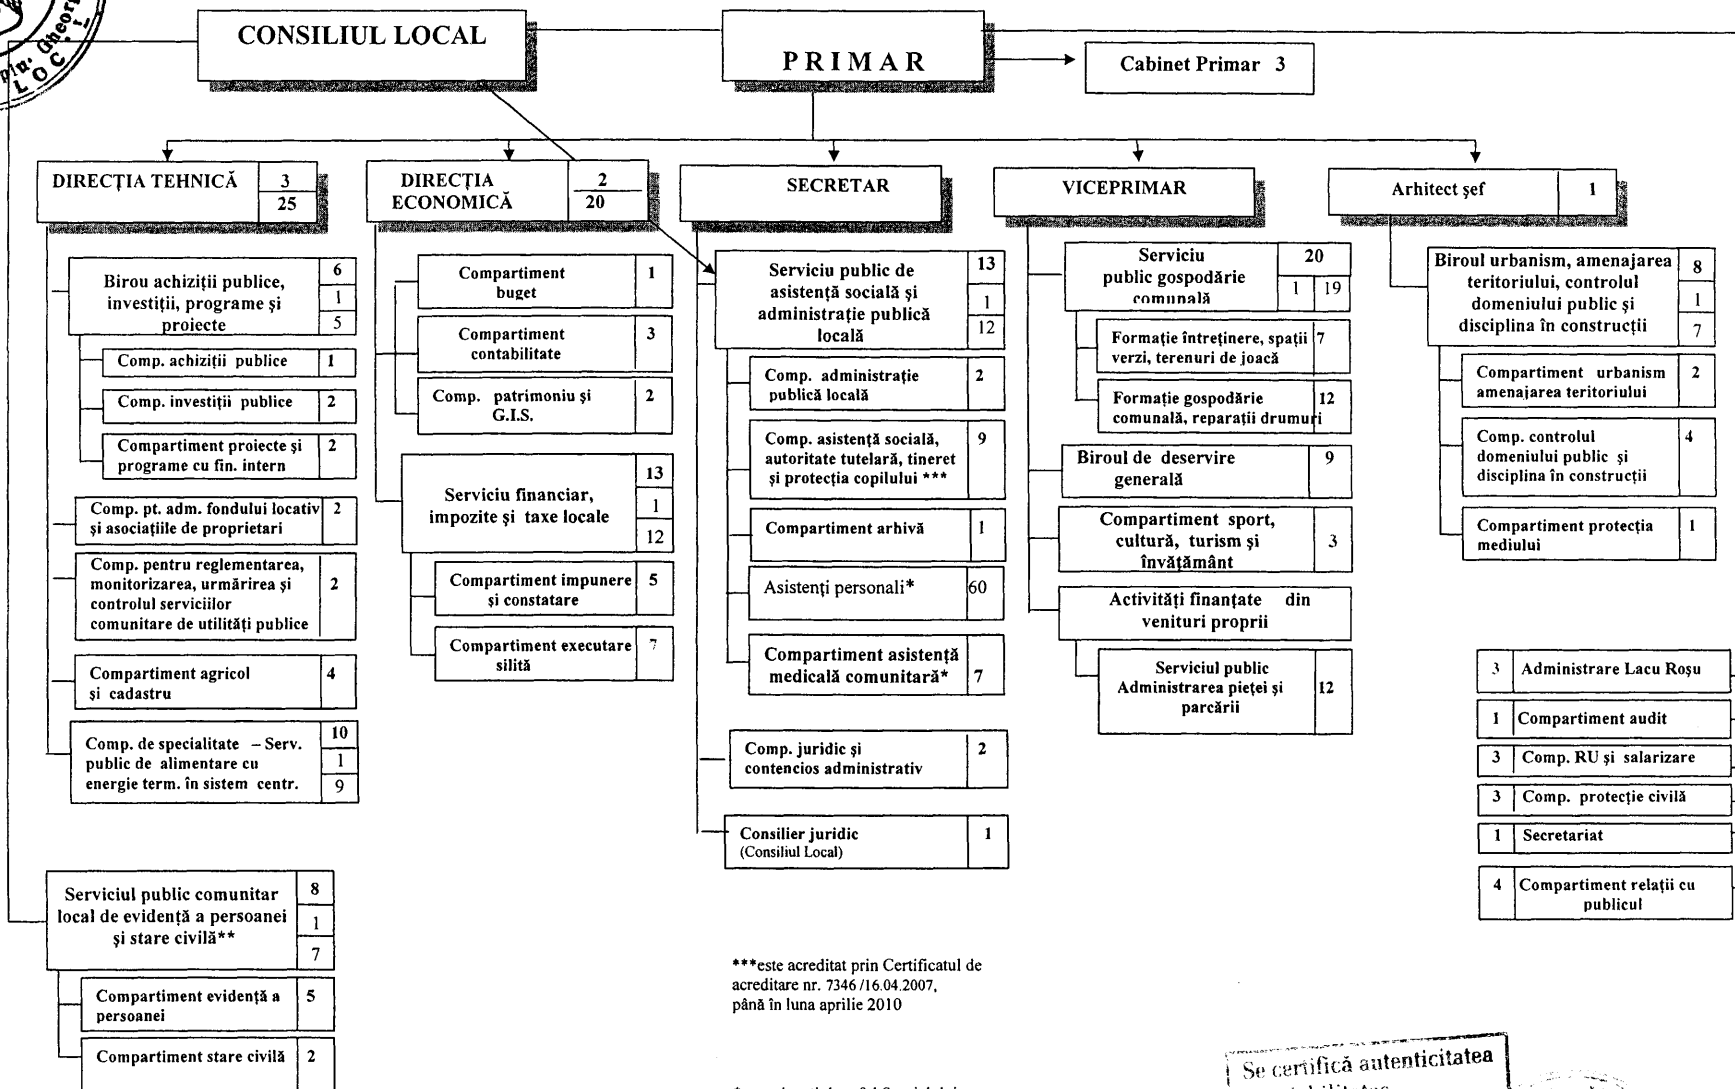 Gheor
LOC
CONSILIUL LOCAL
PRIMAR
Cabinet Primar 3
DIRECȚIA TEHNICĂ 3
25
DIRECȚIA
ECONOMICĂ
2
20
SECRETAR
VICEPRIMAR
Arhitect șef 1
Birou achiziții publice,
investiții, programe și
proiecte
6
1
5
Comp. achiziții publice 1
Comp. investiții publice 2
Compartiment proiecte și
programe cu fin. intern
2
Comp. pt. adm. fondului locativ
și asociațiile de proprietari
2
Comp. pentru reglementarea,
monitorizarea, urmărirea și
controlul serviciilor
comunitare de utilități publice
2
Compartiment agricol
și cadastru
4
Comp. de specialitate – Serv.
public de alimentare cu
energie term. în sistem centr.
10
1
9
Serviciul public comunitar
local de evidență a persoanei
și stare civilă**
8
1
7
Compartiment evidență a
persoanei
5
Compartiment stare civilă 2
Compartiment
buget
1
Compartiment
contabilitate
3
Comp. patrimoniu și
G.I.S.
2
Serviciu financiar,
impozite și taxe locale
13
1
12
Compartiment impunere
și constatare
5
Compartiment executare
silită
7
Serviciu public de
asistență socială și
administrație publică
locală
13
1
12
Comp. administrație
publică locală
2
Comp. asistență socială,
autoritate tutelară, tineret
și protecția copilului ***
9
Compartiment arhivă 1
Asistenți personali* 60
Compartiment asistență
medicală comunitară*
7
Comp. juridic și
contencios administrativ
2
Consilier juridic
(Consiliul Local)
1
***este acreditat prin Certificatul de
acreditare nr. 7346 /16.04.2007,
până în luna aprilie 2010
Serviciu
public gospodărie
comunală
20
1 19
Formație întreținere, spații
verzi, terenuri de joacă
7
Formație gospodărie
comunală, reparații drumuri
12
Biroul de deservire
generală
9
Compartiment sport,
cultură, turism și
învățământ
3
Activități finanțate din
venituri proprii
Serviciul public
Administrarea pieței și
parcării
12
Biroul urbanism, amenajarea
teritoriului, controlul
domeniului public și
disciplina în construcții
8
1
7
Compartiment urbanism
amenajarea teritoriului
2
Comp. controlul
domeniului public și
disciplina în construcții
4
Compartiment protecția
mediului
1
3 Administrare Lacu Roșu
1 Compartiment audit
3 Comp. RU și salarizare
3 Comp. protecție civilă
1 Secretariat
4 Compartiment relații cu
publicul
Se certifică autenticitatea